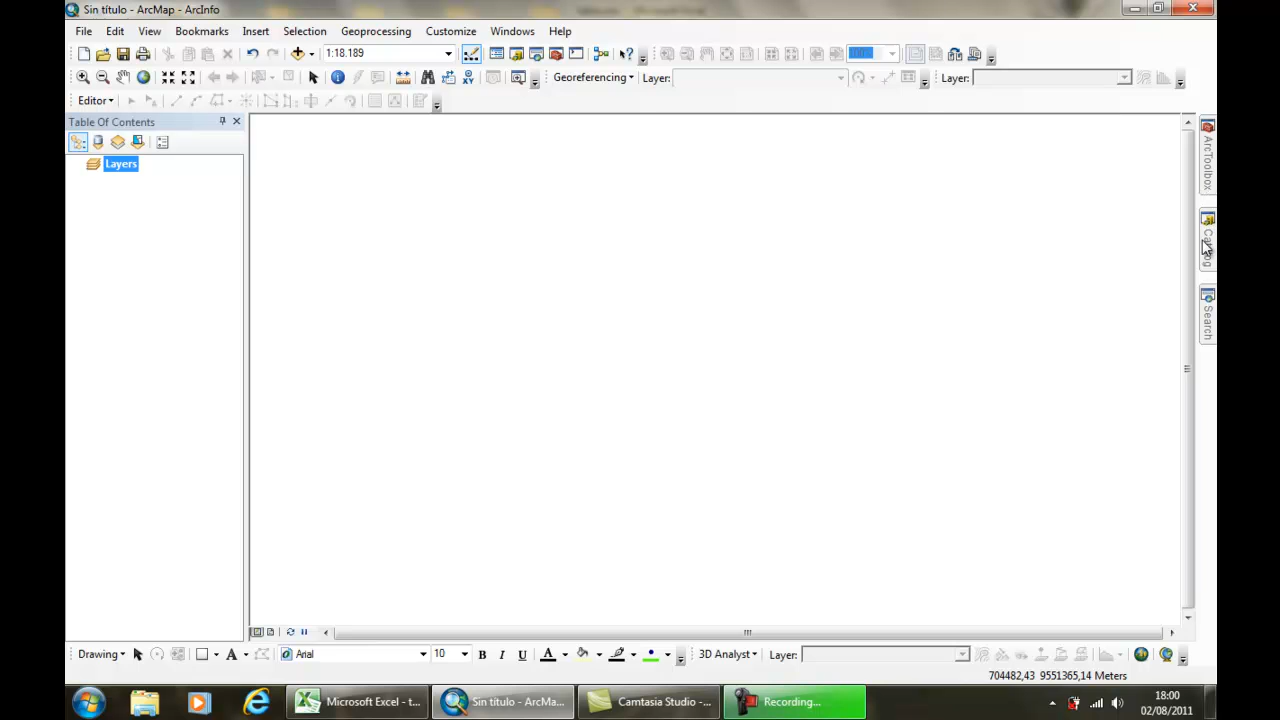 Sin título - ArcMap - ArcInfo
File Edit View Bookmarks Insert Selection Geoprocessing Customize Windows Help
1:18.189
Georeferencing Layer: Layer:
Editor
Table Of Contents
Layers
ArcToolbox
Catalog
Search
Drawing A Arial 10 B I U A 3D Analyst Layer:
704482,43 9551365,14 Meters
Microsoft Excel - t... Sin título - ArcMa... Camtasia Studio -... Recording...
18:00
02/08/2011